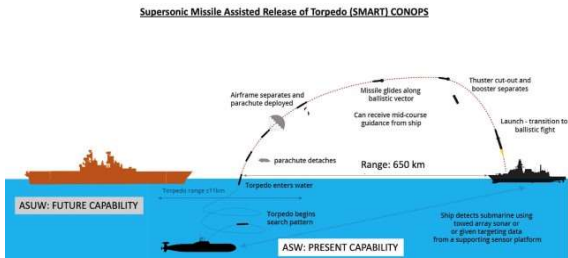 Supersonic Missile Assisted Release of Torpedo (SMART) CONOPS
Airframe separates and
parachute deployed
Missile glides along
ballistic vector
Can receive mid-course
guidance from ship
Thuster cut-out and
booster separates
Launch - transition to
ballistic fight
parachute detaches
Range: 650 km
Torpedo enters water
ASUW: FUTURE CAPABILITY
Torpedo range
Torpedo begins
search pattern
ASW: PRESENT CAPABILITY
Ship detects submarine using
towed array sonar or
or given targeting data
from a supporting sensor platform